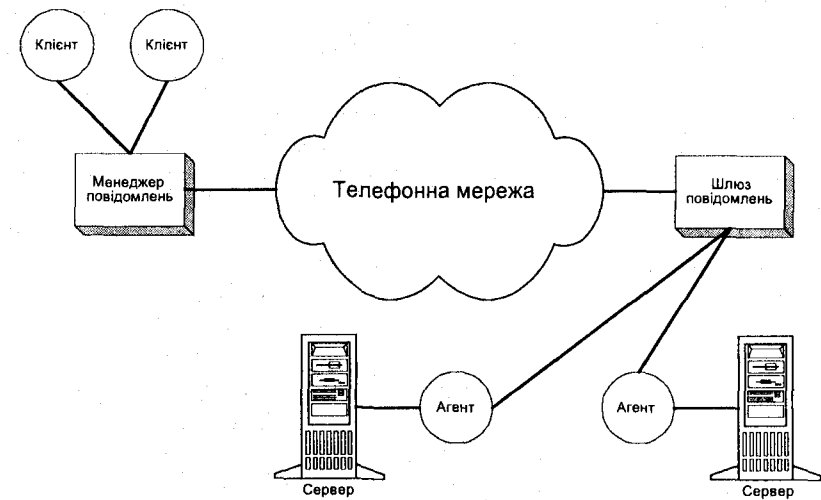 Клієнт
Клієнт
Менеджер
повідомлень
Телефонна мережа
Шлюз
повідомлень
Агент
Агент
Сервер
Сервер